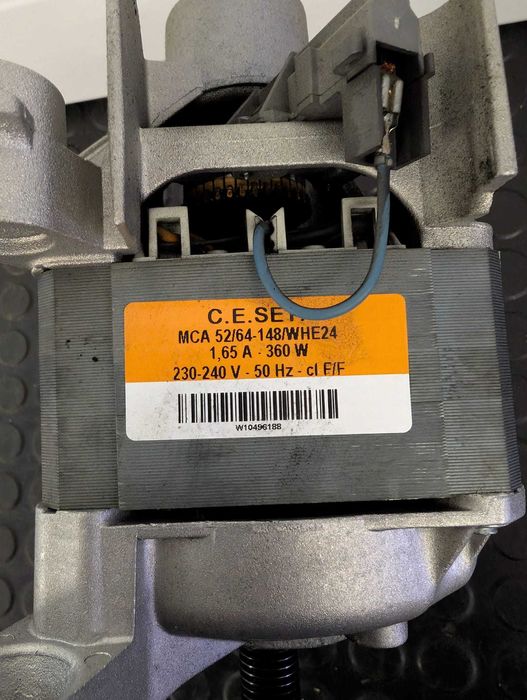 C.E.SET.
MCA 52/64-148/WHE24
1,65 A - 360 W
230-240 V - 50 Hz - cl F/F
W10496188